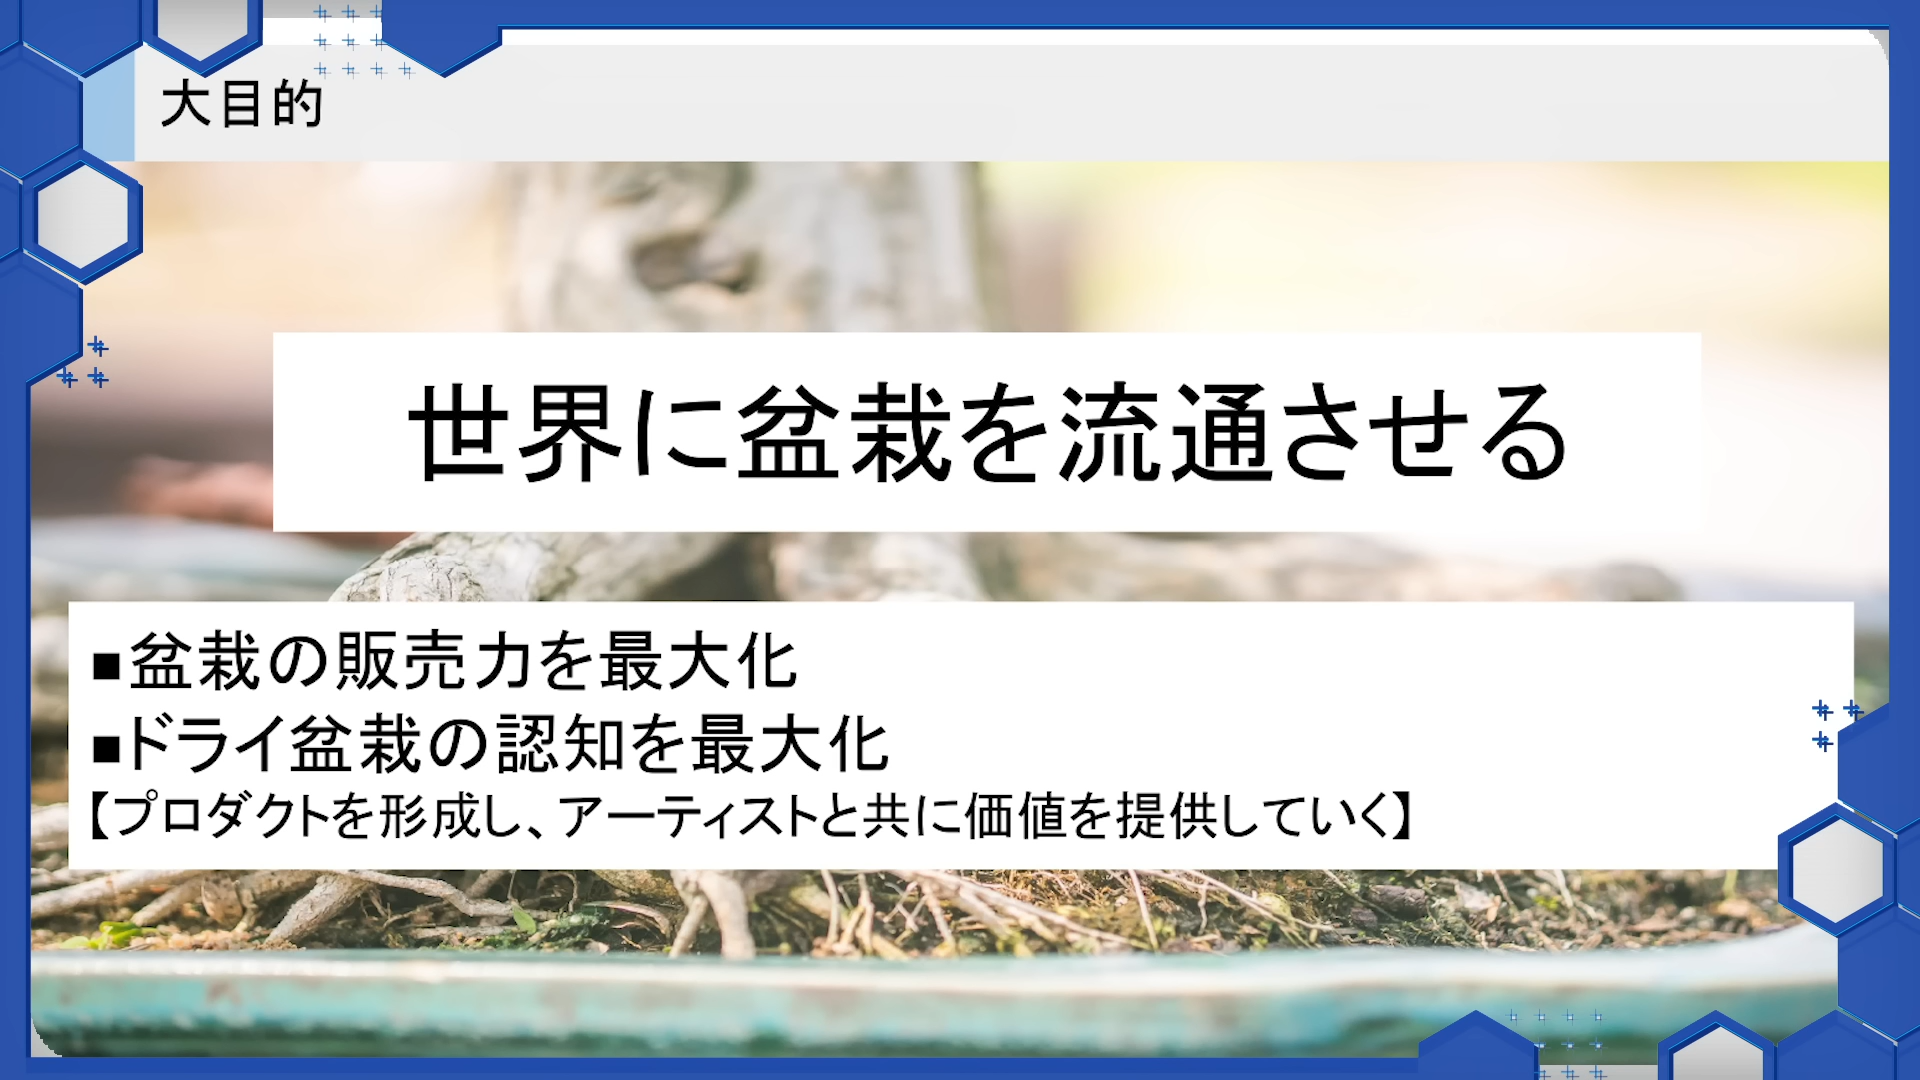 大目的
世界に盆栽を流通させる
■盆栽の販売力を最大化
■ドライ盆栽の認知を最大化
【プロダクトを形成し、アーティストと共に価値を提供していく】